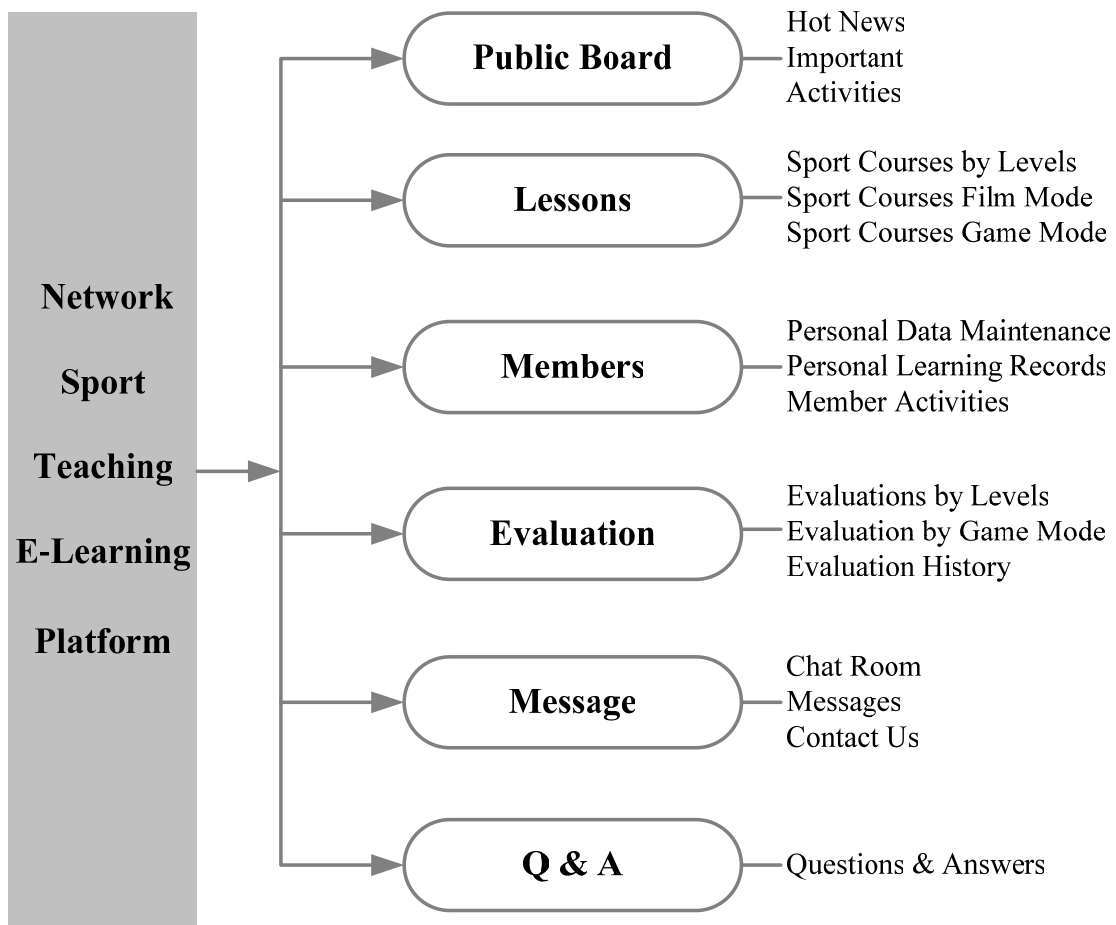 Network
Sport
Teaching
E-Learning
Platform
Public Board
Hot News
Important
Activities
Lessons
Sport Courses by Levels
Sport Courses Film Mode
Sport Courses Game Mode
Members
Personal Data Maintenance
Personal Learning Records
Member Activities
Evaluation
Evaluations by Levels
Evaluation by Game Mode
Evaluation History
Message
Chat Room
Messages
Contact Us
Q & A
Questions & Answers